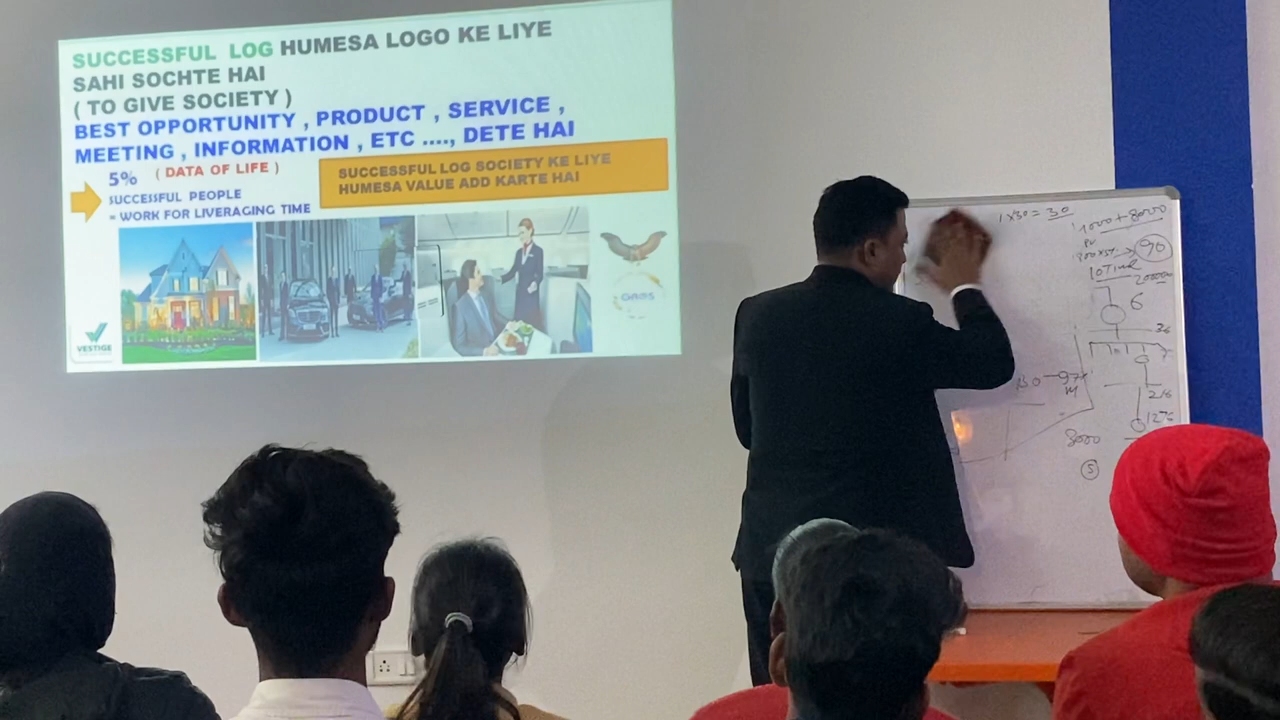 SUCCESSFUL LOG HUMESA LOGO KE LIYE
SAHI SOCHTE HAI
( TO GIVE SOCIETY )
BEST OPPORTUNITY , PRODUCT , SERVICE ,
MEETING , INFORMATION , ETC ...., DETE HAI
5% ( DATA OF LIFE )
SUCCESSFUL PEOPLE
= WORK FOR LIVERAGING TIME
SUCCESSFUL LOG SOCIETY KE LIYE
HUMESA VALUE ADD KARTE HAI
VESTIGE
1 x 30 = 30
90
6
36
216
8000
5